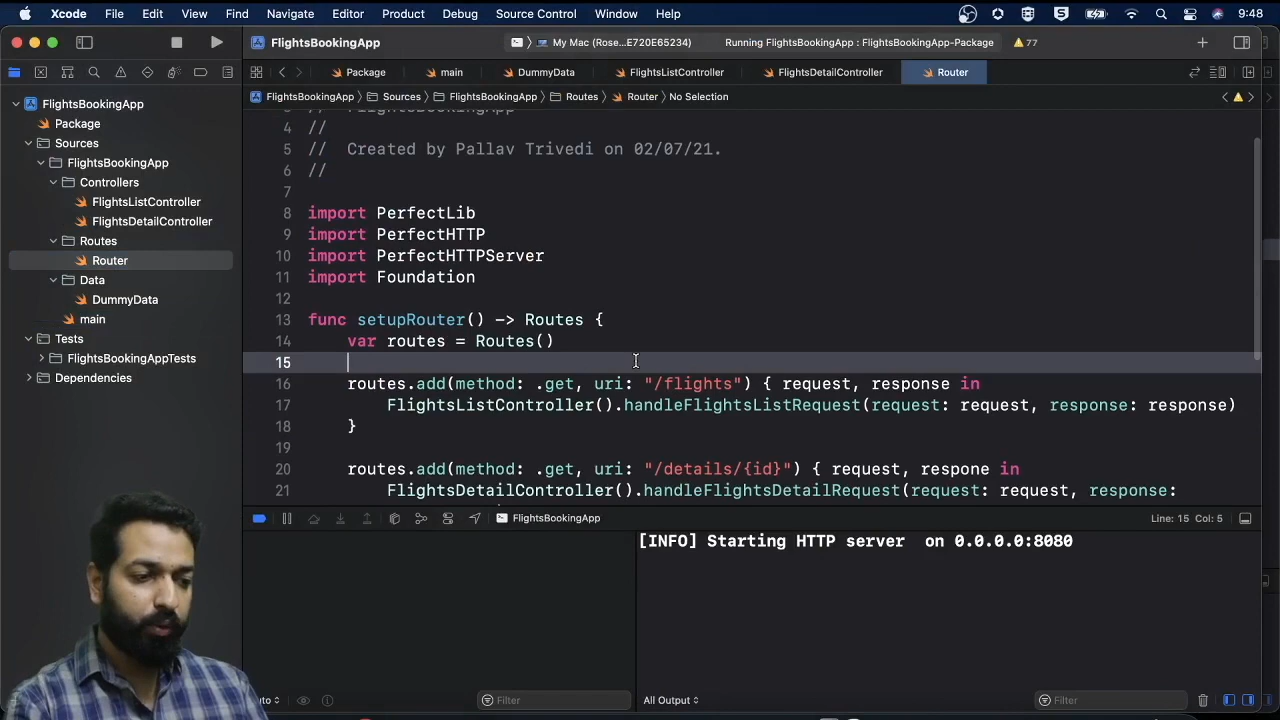 Xcode File Edit View Find Navigate Editor Product Debug Source Control Window Help 9:48
FlightsBookingApp My Mac (Rose...E720E65234) Running FlightsBookingApp : FlightsBookingApp-Package 77
Package main DummyData FlightsListController FlightsDetailController Router
FlightsBookingApp Sources FlightsBookingApp Routes Router No Selection
FlightsBookingApp
Package
Sources
FlightsBookingApp
Controllers
FlightsListController
FlightsDetailController
Routes
Router
Data
DummyData
main
Tests
FlightsBookingAppTests
Dependencies
3 // FlightsBookingApp
4 //
5 // Created by Pallav Trivedi on 02/07/21.
6 //
7
8 import PerfectLib
9 import PerfectHTTP
10 import PerfectHTTPServer
11 import Foundation
12
13 func setupRouter() -> Routes {
14 var routes = Routes()
15
16 routes.add(method: .get, uri: "/flights") { request, response in
17 FlightsListController().handleFlightsListRequest(request: request, response: response)
18 }
19
20 routes.add(method: .get, uri: "/details/{id}") { request, respone in
21 FlightsDetailController().handleFlightsDetailRequest(request: request, response:
FlightsBookingApp Line: 15 Col: 5
[INFO] Starting HTTP server on 0.0.0.0:8080
Filter All Output Filter